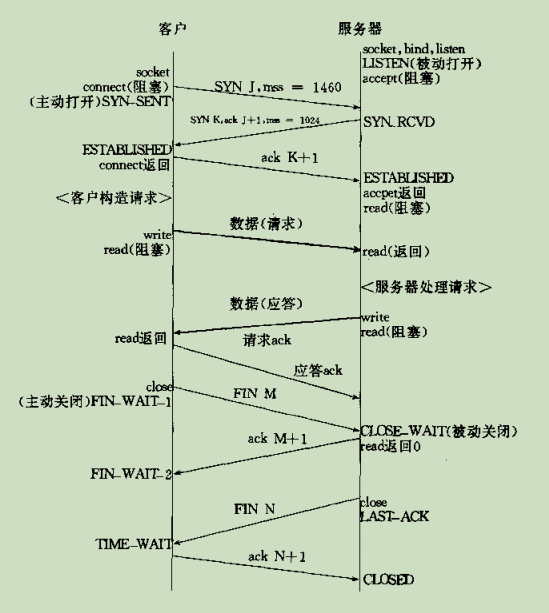 客户
服务器
socket, bind, listen
LISTEN(被动打开)
accept(阻塞)
socket
connect(阻塞)
(主动打开)SYN-SENT
SYN J,mss = 1460
SYN K,ack J+1,mss = 1024
SYN_RCVD
ESTABLISHED
connect返回
ack K+1
ESTABLISHED
accpet返回
read(阻塞)
<客户构造请求>
数据(请求)
write
read(阻塞)
read(返回)
<服务器处理请求>
数据(应答)
write
read(阻塞)
read返回
请求ack
应答ack
close
(主动关闭)FIN_WAIT_1
FIN M
CLOSE_WAIT(被动关闭)
read返回0
ack M+1
FIN_WAIT_2
close
LAST_ACK
FIN N
TIME_WAIT
ack N+1
CLOSED